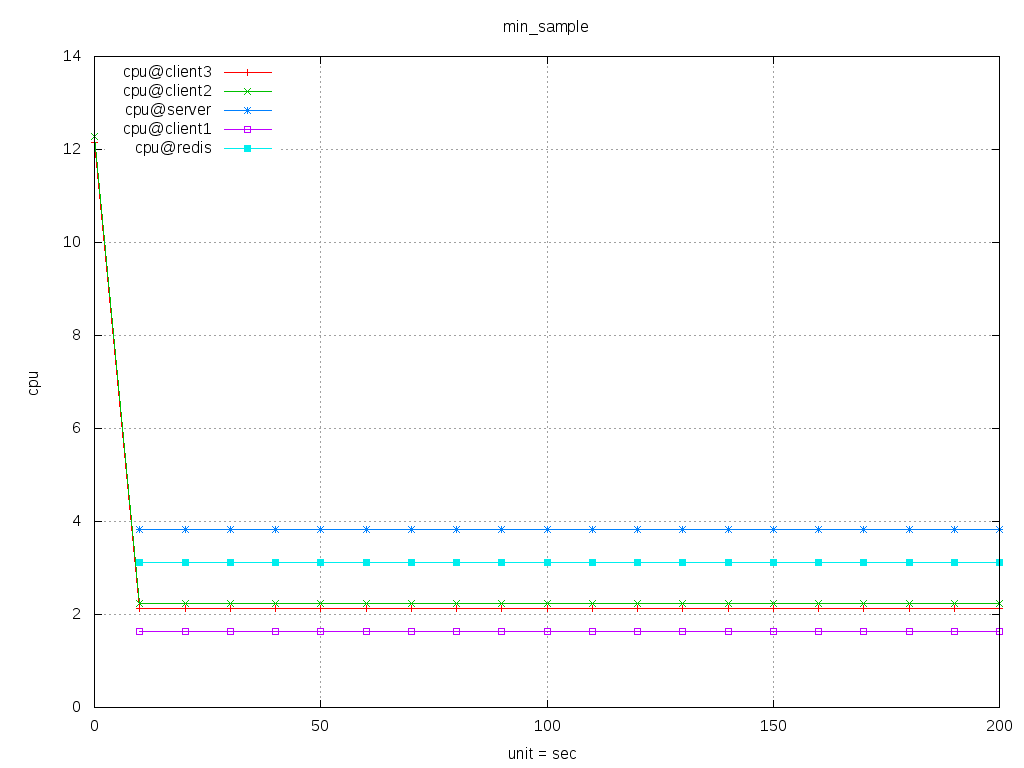 min_sample
14
cpu@client3
cpu@client2
cpu@server
cpu@client1
cpu@redis
12
10
8
cpu
6
4
2
0
0 50 100 150 200
unit = sec